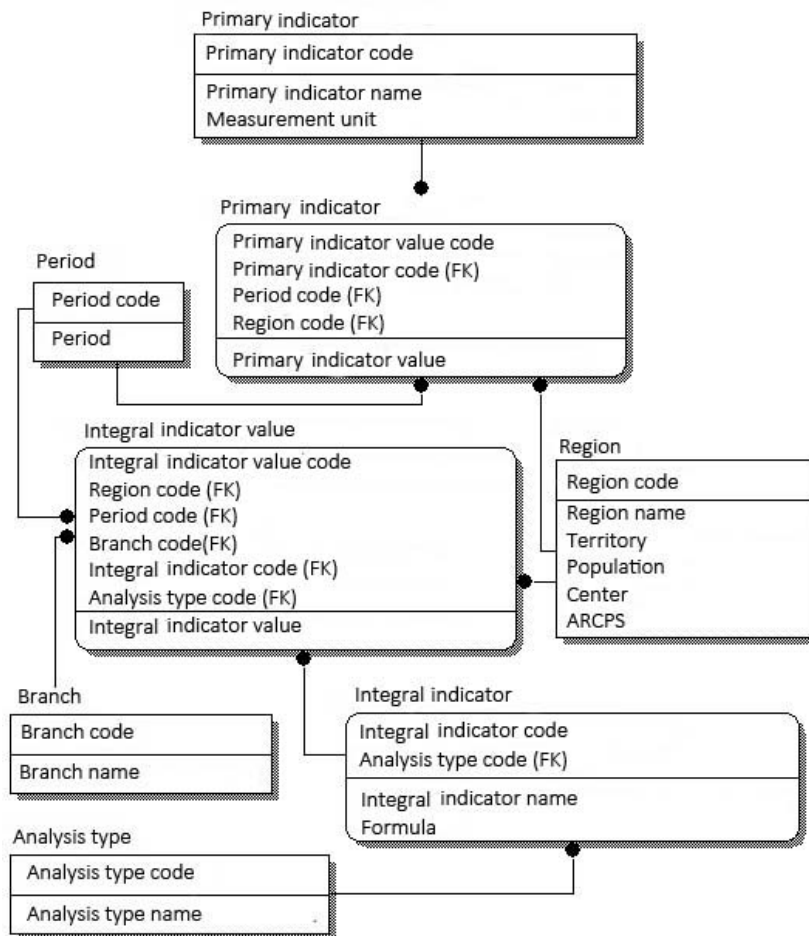 Primary indicator
Primary indicator code
Primary indicator name
Measurement unit
Primary indicator
Primary indicator value code
Primary indicator code (FK)
Period code (FK)
Region code (FK)
Primary indicator value
Period
Period code
Period
Integral indicator value
Integral indicator value code
Region code (FK)
Period code (FK)
Branch code(FK)
Integral indicator code (FK)
Analysis type code (FK)
Integral indicator value
Region
Region code
Region name
Territory
Population
Center
ARCPS
Branch
Branch code
Branch name
Integral indicator
Integral indicator code
Analysis type code (FK)
Integral indicator name
Formula
Analysis type
Analysis type code
Analysis type name